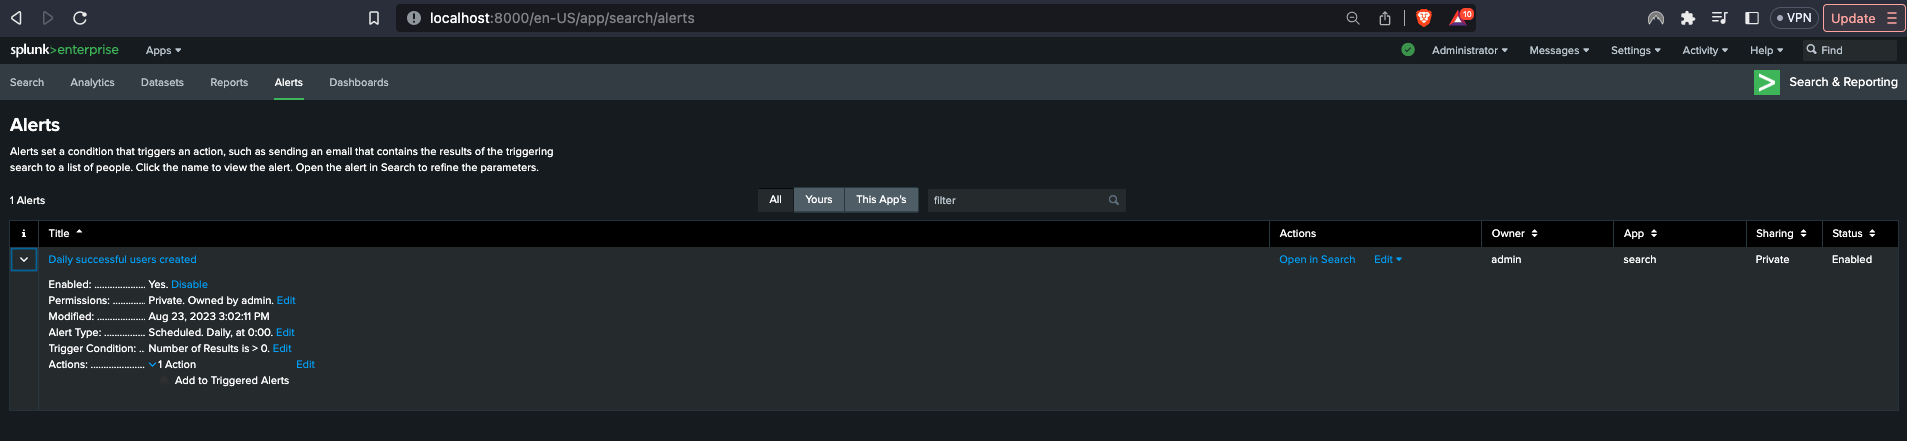 localhost:8000/en-US/app/search/alerts 10 VPN Update
splunk>enterprise Apps Administrator Messages Settings Activity Help Find
Search Analytics Datasets Reports Alerts Dashboards Search & Reporting
Alerts
Alerts set a condition that triggers an action, such as sending an email that contains the results of the triggering
search to a list of people. Click the name to view the alert. Open the alert in Search to refine the parameters.
1 Alerts All Yours This App's filter
i Title Actions Owner App Sharing Status
Daily successful users created Open in Search Edit admin search Private Enabled
Enabled: .................... Yes. Disable
Permissions: ............. Private. Owned by admin. Edit
Modified: ................... Aug 23, 2023 3:02:11 PM
Alert Type: ................ Scheduled. Daily, at 0:00. Edit
Trigger Condition: .. Number of Results is > 0. Edit
Actions: ..................... 1 Action Edit
Add to Triggered Alerts